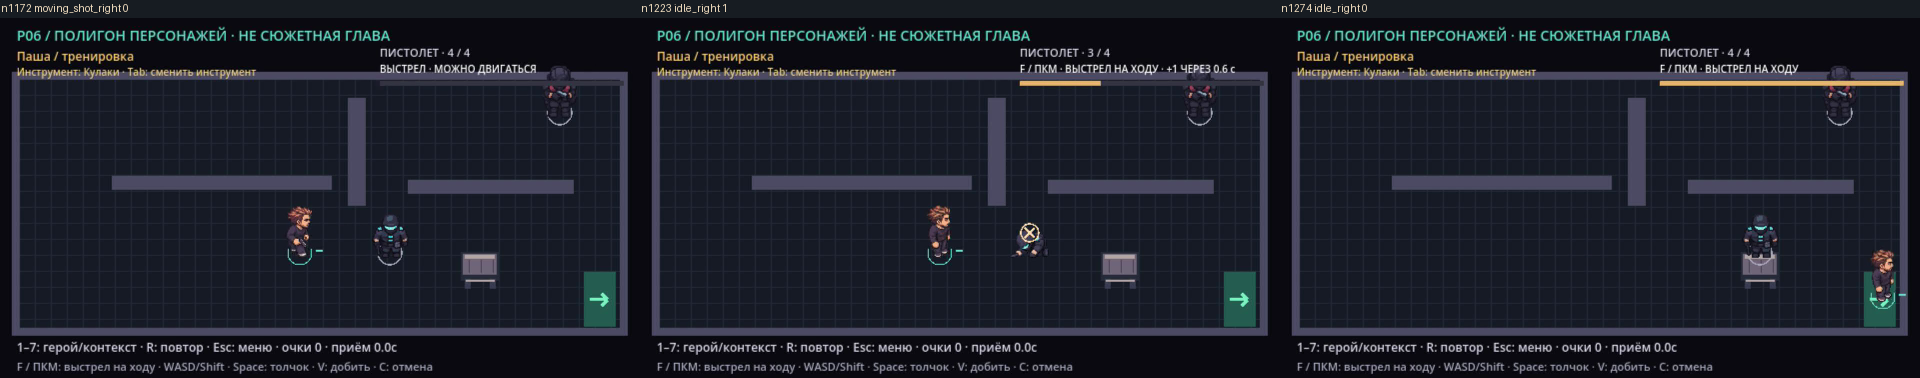 n1172 moving_shot_right 0
P06 / ПОЛИГОН ПЕРСОНАЖЕЙ · НЕ СЮЖЕТНАЯ ГЛАВА
Паша / тренировка
ПИСТОЛЕТ · 4 / 4
Инструмент: Кулаки · Tab: сменить инструмент
ВЫСТРЕЛ · МОЖНО ДВИГАТЬСЯ
1–7: герой/контекст · R: повтор · Esc: меню · очки 0 · приём 0.0с
F / ПКМ: выстрел на ходу · WASD/Shift · Space: толчок · V: добить · C: отмена
n1223 idle_right 1
P06 / ПОЛИГОН ПЕРСОНАЖЕЙ · НЕ СЮЖЕТНАЯ ГЛАВА
Паша / тренировка
ПИСТОЛЕТ · 3 / 4
Инструмент: Кулаки · Tab: сменить инструмент
F / ПКМ · ВЫСТРЕЛ НА ХОДУ · +1 ЧЕРЕЗ 0.6 с
1–7: герой/контекст · R: повтор · Esc: меню · очки 0 · приём 0.0с
F / ПКМ: выстрел на ходу · WASD/Shift · Space: толчок · V: добить · C: отмена
n1274 idle_right 0
P06 / ПОЛИГОН ПЕРСОНАЖЕЙ · НЕ СЮЖЕТНАЯ ГЛАВА
Паша / тренировка
ПИСТОЛЕТ · 4 / 4
Инструмент: Кулаки · Tab: сменить инструмент
F / ПКМ · ВЫСТРЕЛ НА ХОДУ
1–7: герой/контекст · R: повтор · Esc: меню · очки 0 · приём 0.0с
F / ПКМ: выстрел на ходу · WASD/Shift · Space: толчок · V: добить · C: отмена